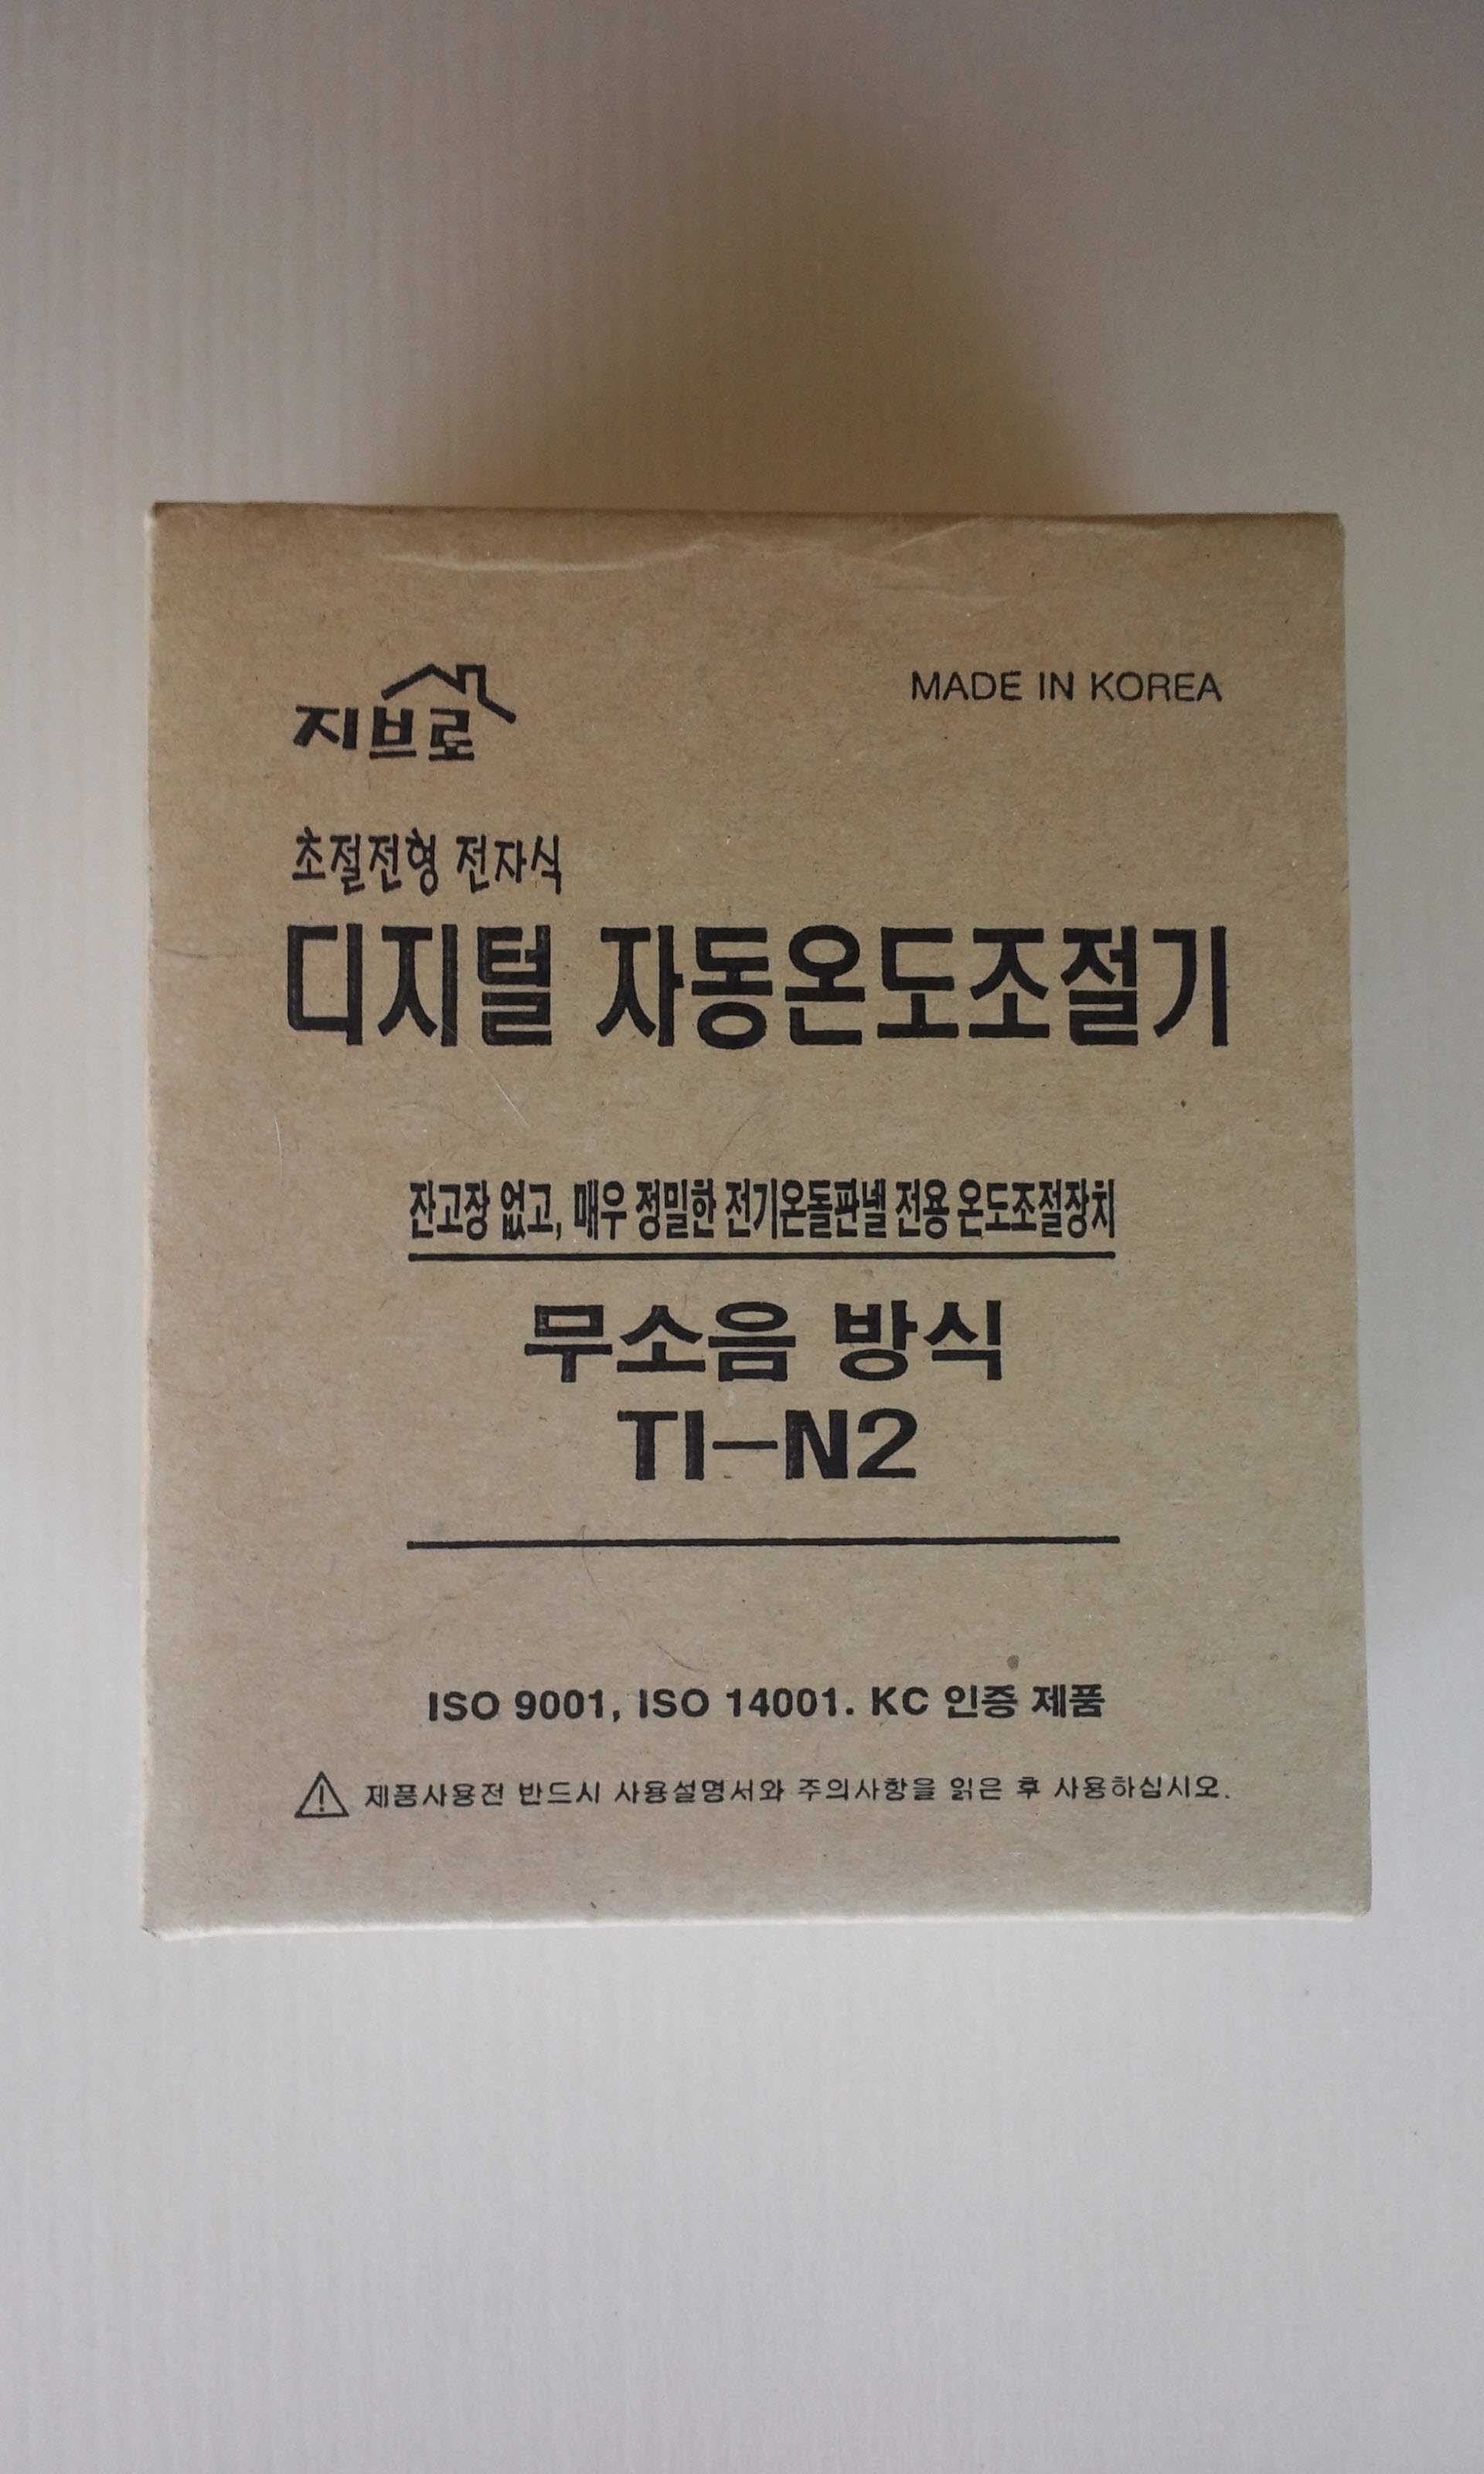 지브로
MADE IN KOREA
초절전형 전자식
디지털 자동온도조절기
잔고장 없고, 매우 정밀한 전기온돌판넬 전용 온도조절장치
무소음 방식
TI-N2
ISO 9001, ISO 14001. KC 인증 제품
제품사용전 반드시 사용설명서와 주의사항을 읽은 후 사용하십시오.